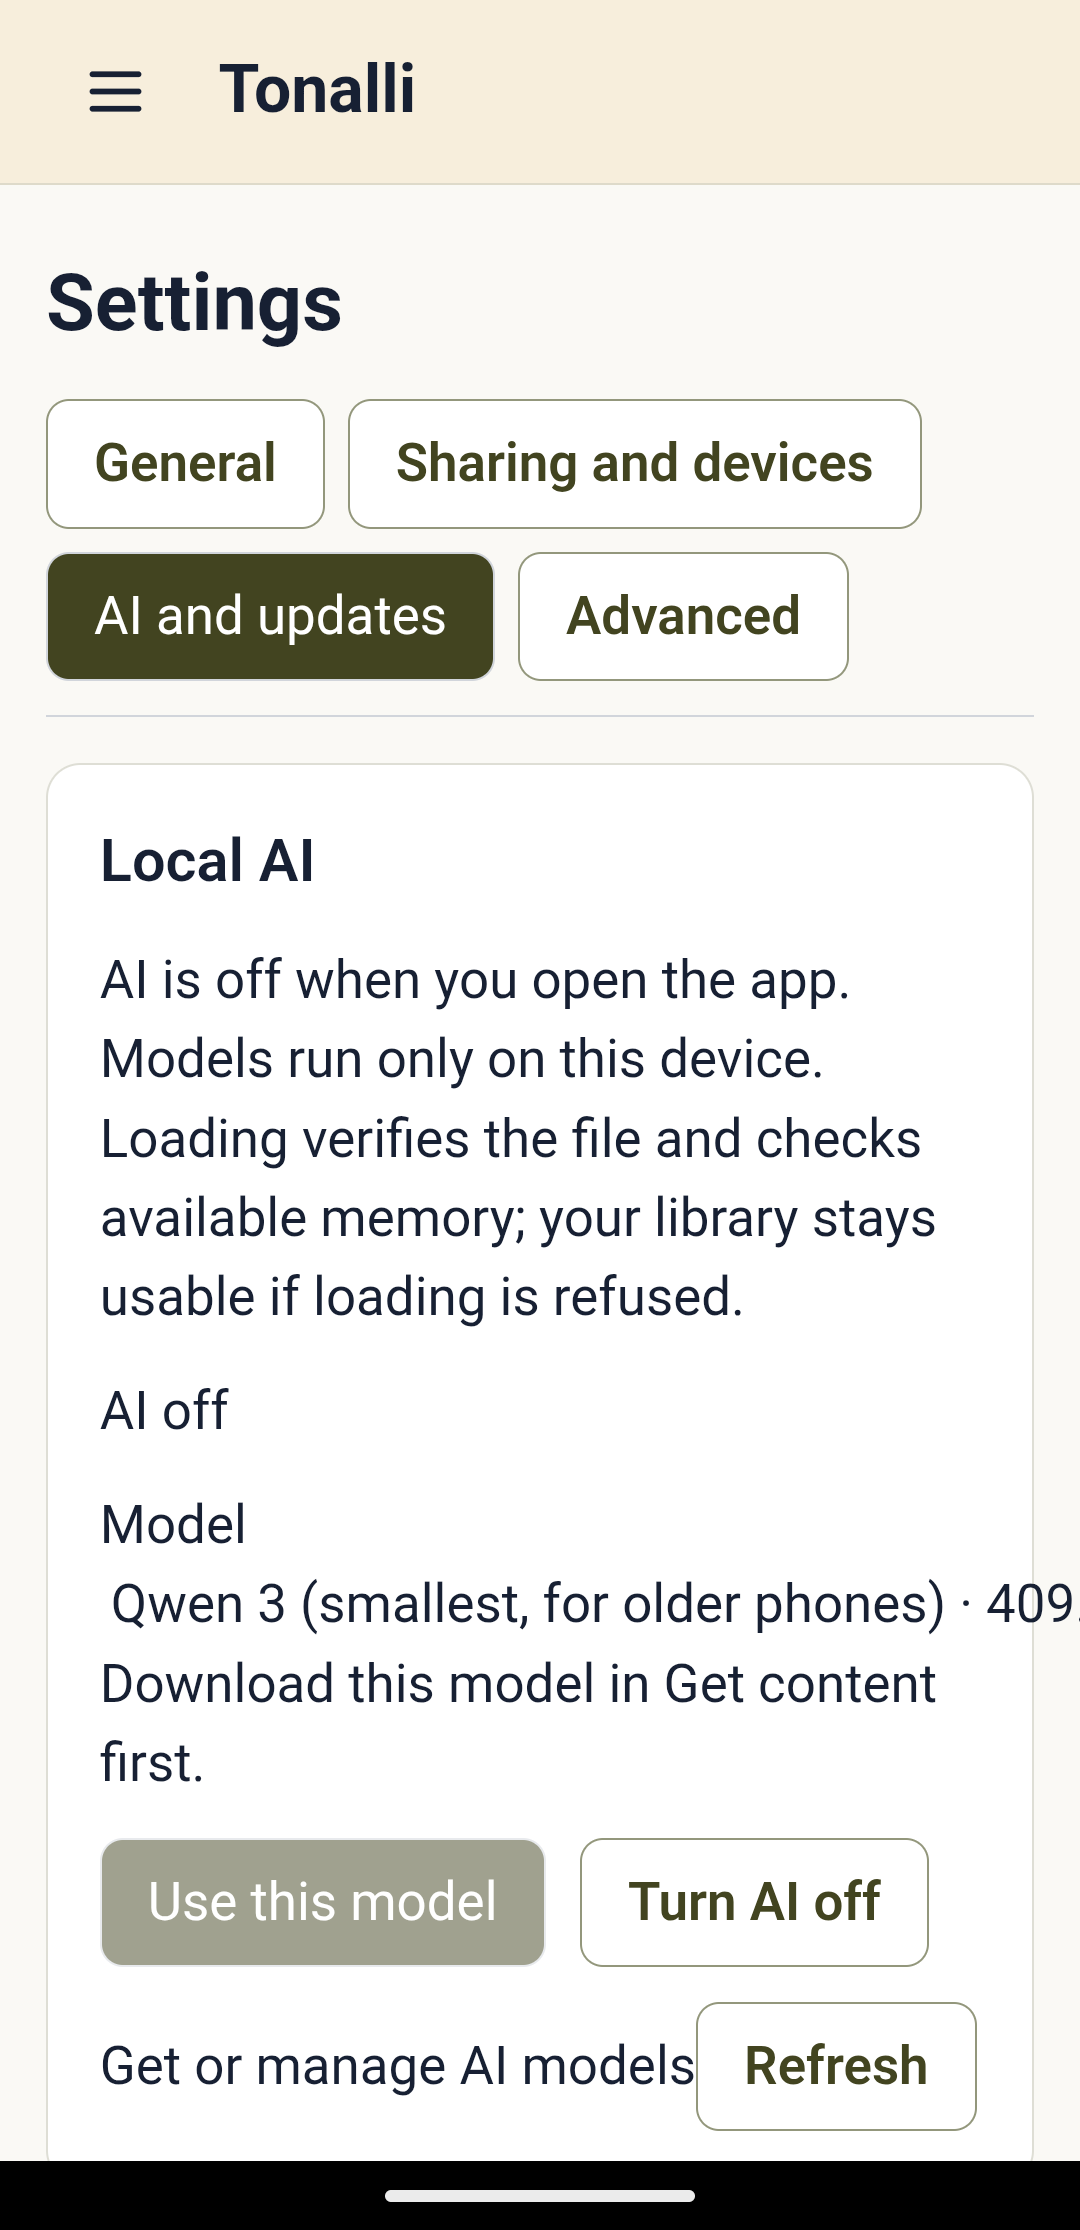 Tonalli
Settings
General
Sharing and devices
AI and updates
Advanced
Local AI
AI is off when you open the app.
Models run only on this device.
Loading verifies the file and checks
available memory; your library stays
usable if loading is refused.
AI off
Model
Qwen 3 (smallest, for older phones) · 409.
Download this model in Get content
first.
Use this model
Turn AI off
Get or manage AI models
Refresh